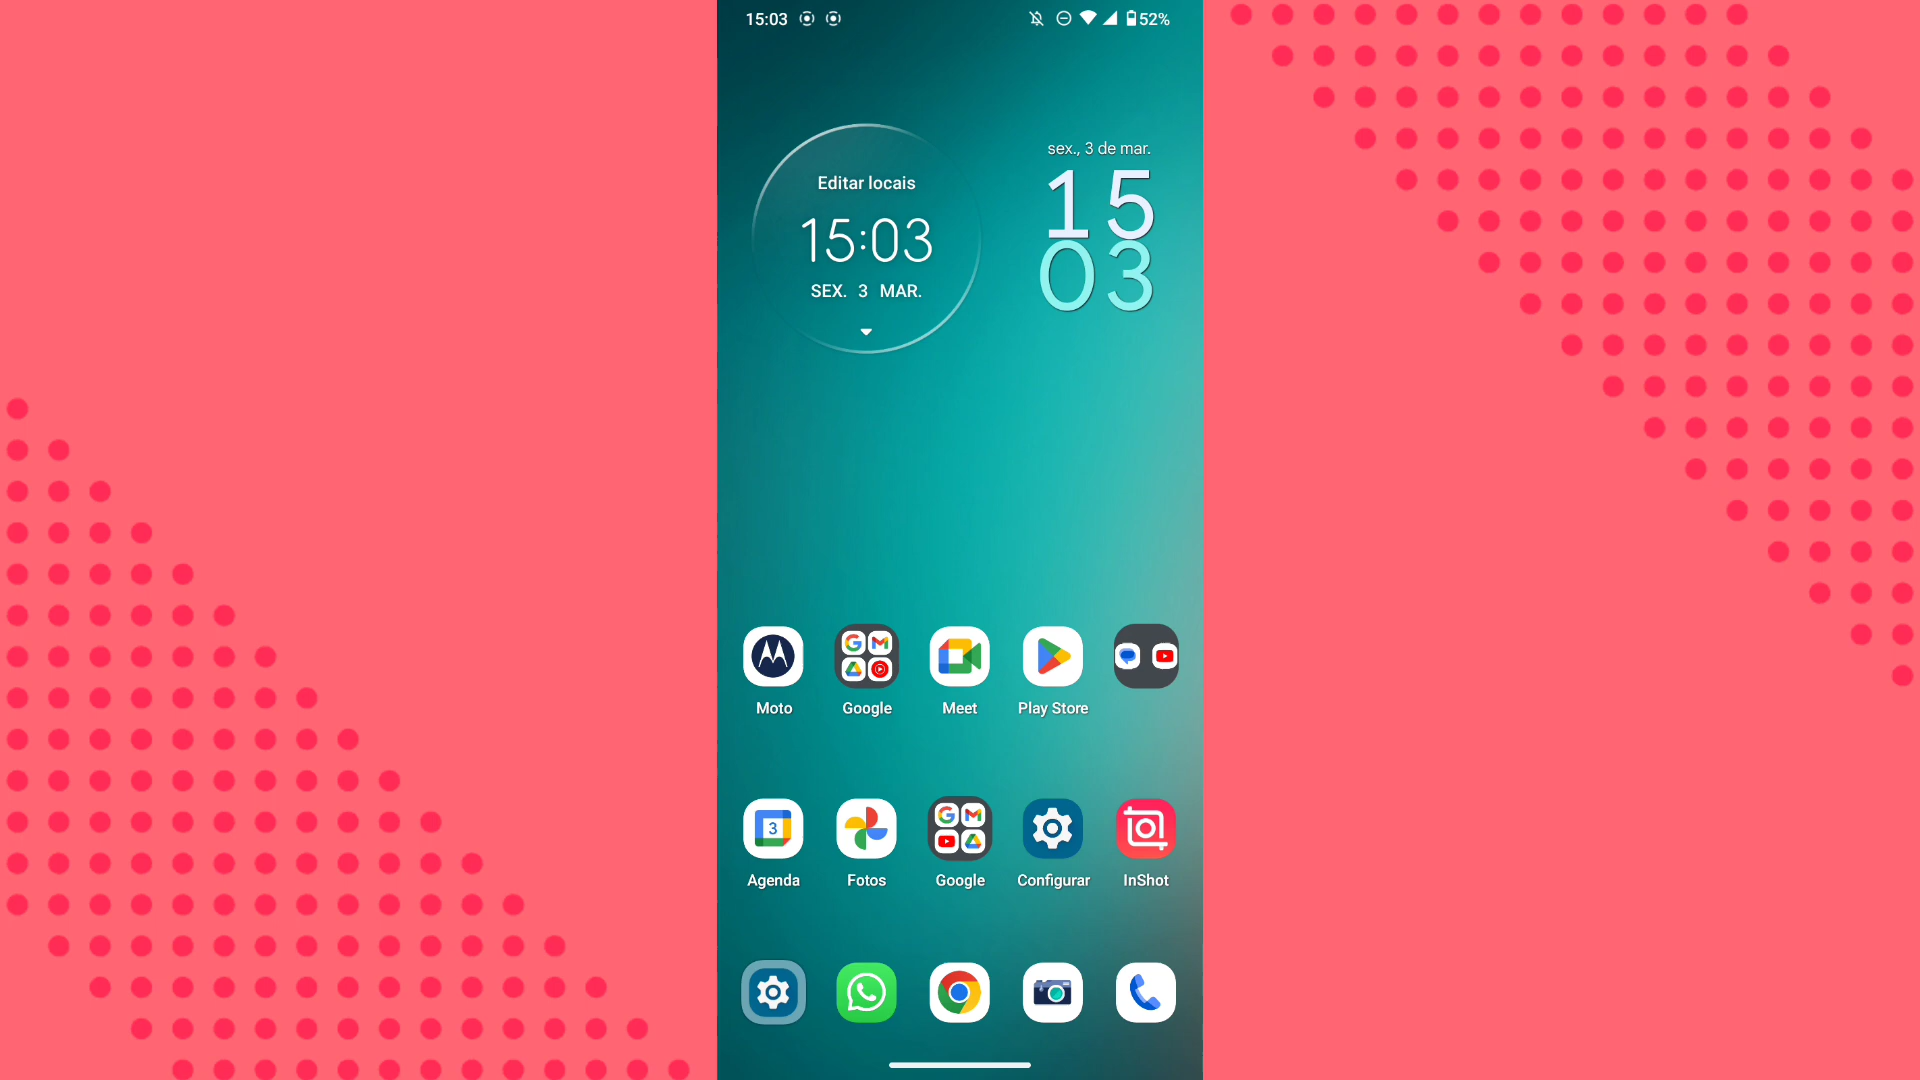 15:03
52%
Editar locais
15:03
SEX. 3 MAR.
sex., 3 de mar.
15
03
Moto
Google
Meet
Play Store
3
Agenda
Fotos
Google
Configurar
InShot